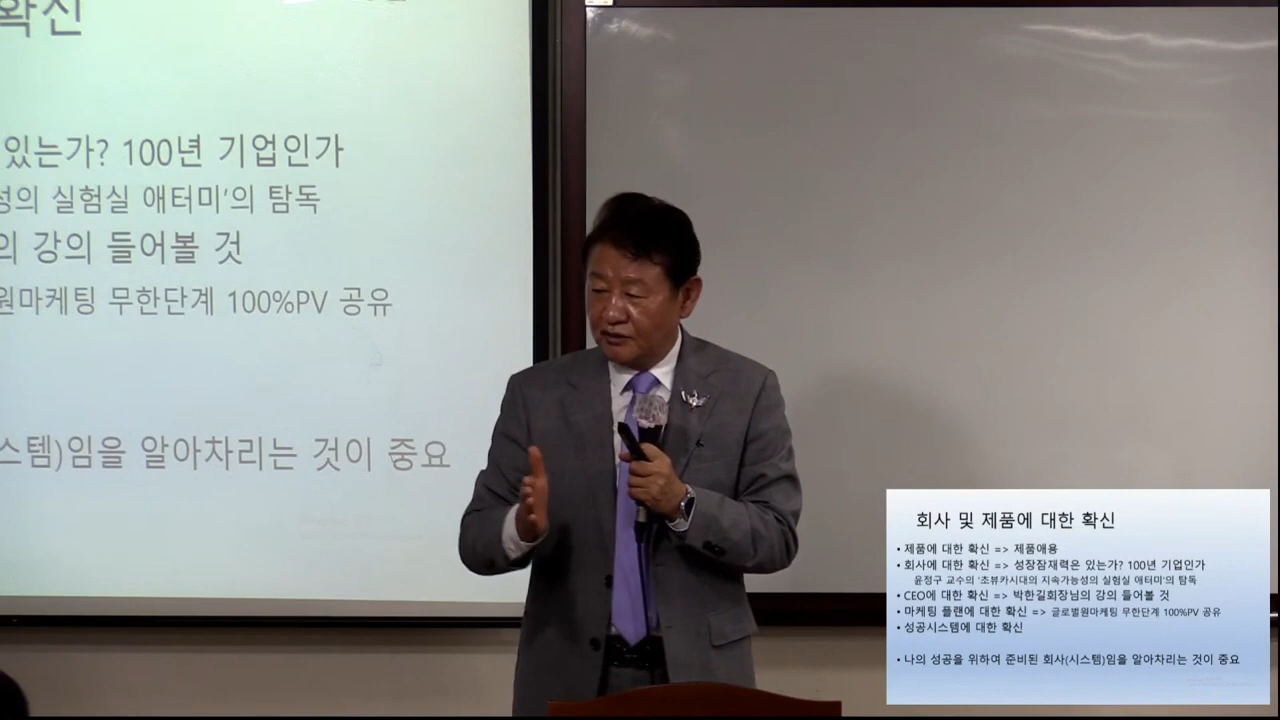 확신
있는가? 100년 기업인가
성의 실험실 애터미'의 탐독
의 강의 들어볼 것
원마케팅 무한단계 100%PV 공유
스템)임을 알아차리는 것이 중요
회사 및 제품에 대한 확신
• 제품에 대한 확신 => 제품애용
• 회사에 대한 확신 => 성장잠재력은 있는가? 100년 기업인가
윤정구 교수의 '초뷰카시대의 지속가능성의 실험실 애터미'의 탐독
• CEO에 대한 확신 => 박한길회장님의 강의 들어볼 것
• 마케팅 플랜에 대한 확신 => 글로벌원마케팅 무한단계 100%PV 공유
• 성공시스템에 대한 확신
• 나의 성공을 위하여 준비된 회사(시스템)임을 알아차리는 것이 중요